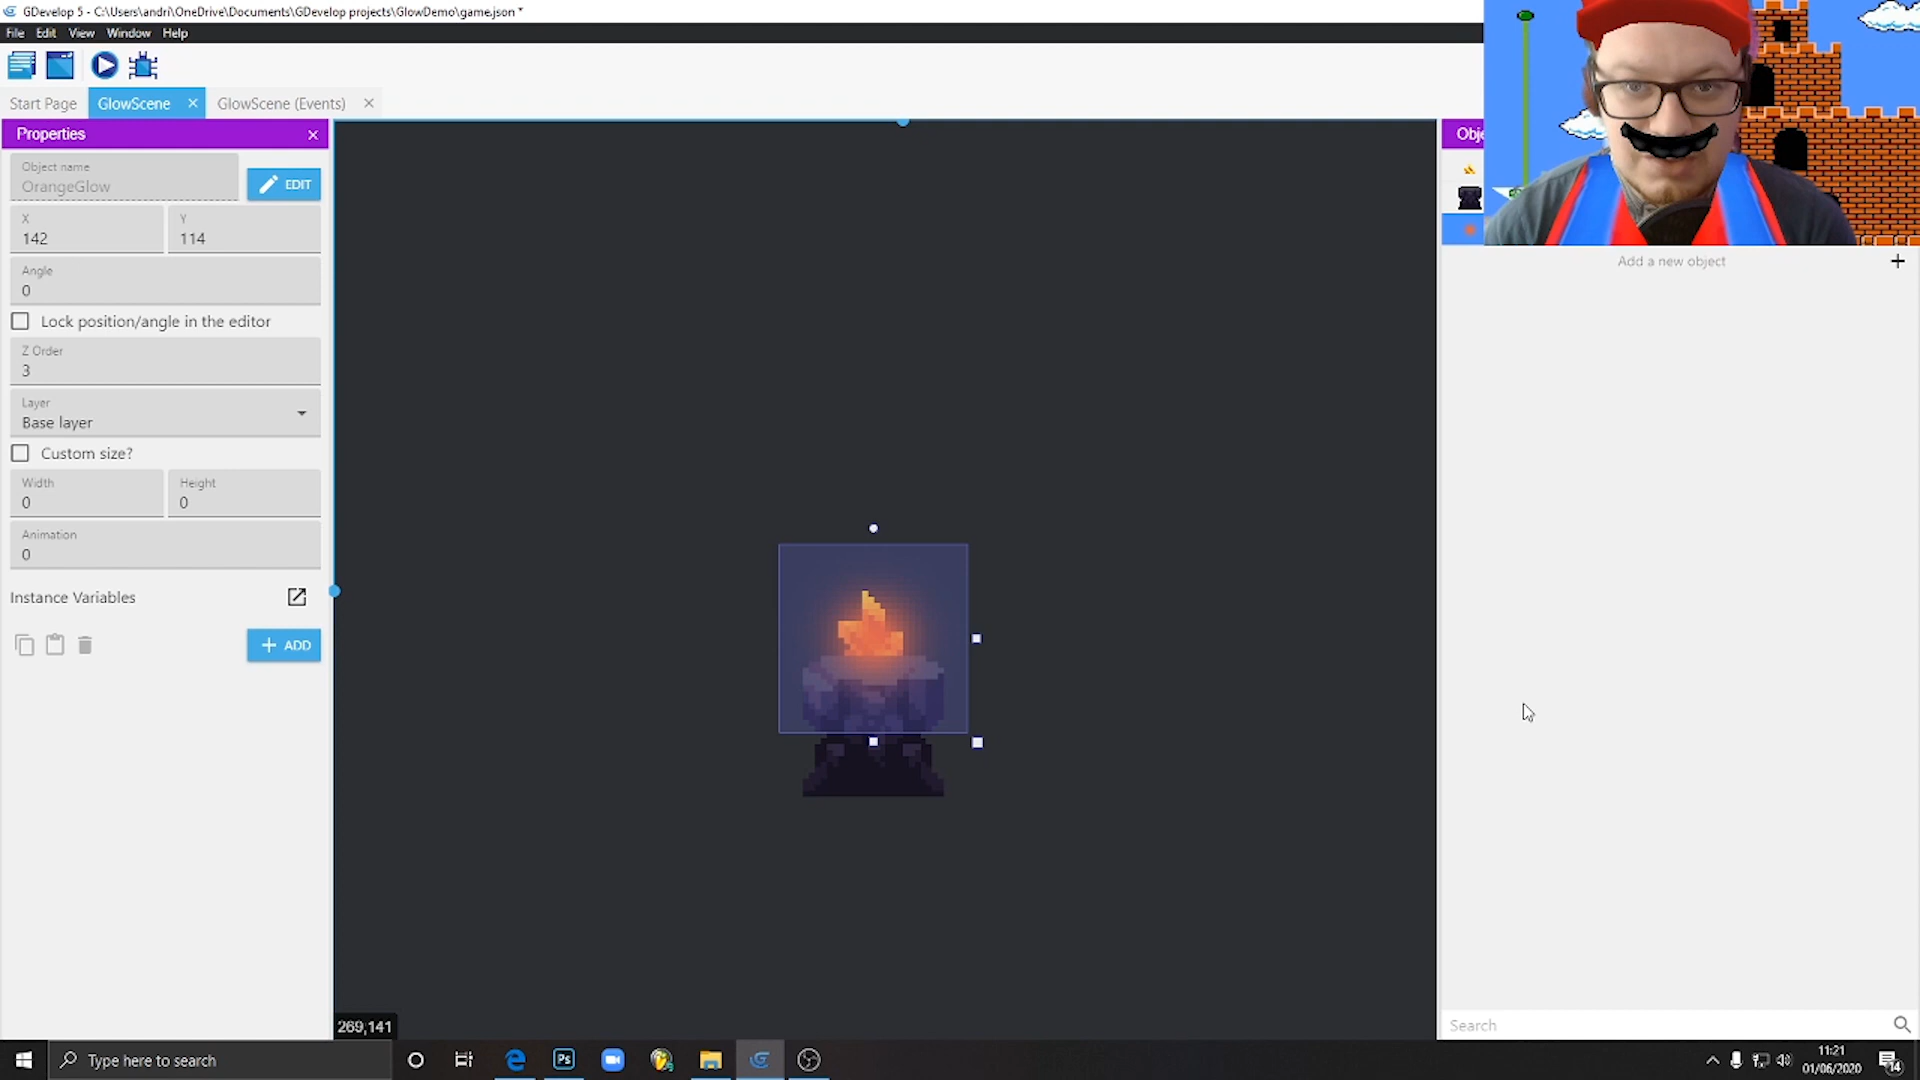 GDevelop 5 - C:\Users\andri\OneDrive\Documents\GDevelop projects\GlowDemo\game.json *
File Edit View Window Help
Start Page GlowScene GlowScene (Events)
Properties
Object name
OrangeGlow
EDIT
X
142
Y
114
Angle
0
Lock position/angle in the editor
Z Order
3
Layer
Base layer
Custom size?
Width
0
Height
0
Animation
0
Instance Variables
ADD
269,141
Obje
Add a new object
Search
Type here to search
Ps
11:21
01/06/2020
14